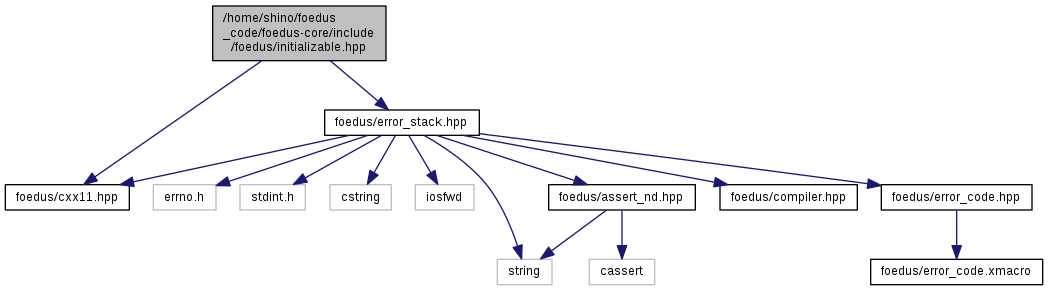 /home/shino/foedus
_code/foedus-core/include
/foedus/initializable.hpp
foedus/error_stack.hpp
foedus/cxx11.hpp
errno.h
stdint.h
cstring
iosfwd
foedus/assert_nd.hpp
foedus/compiler.hpp
foedus/error_code.hpp
string
cassert
foedus/error_code.xmacro